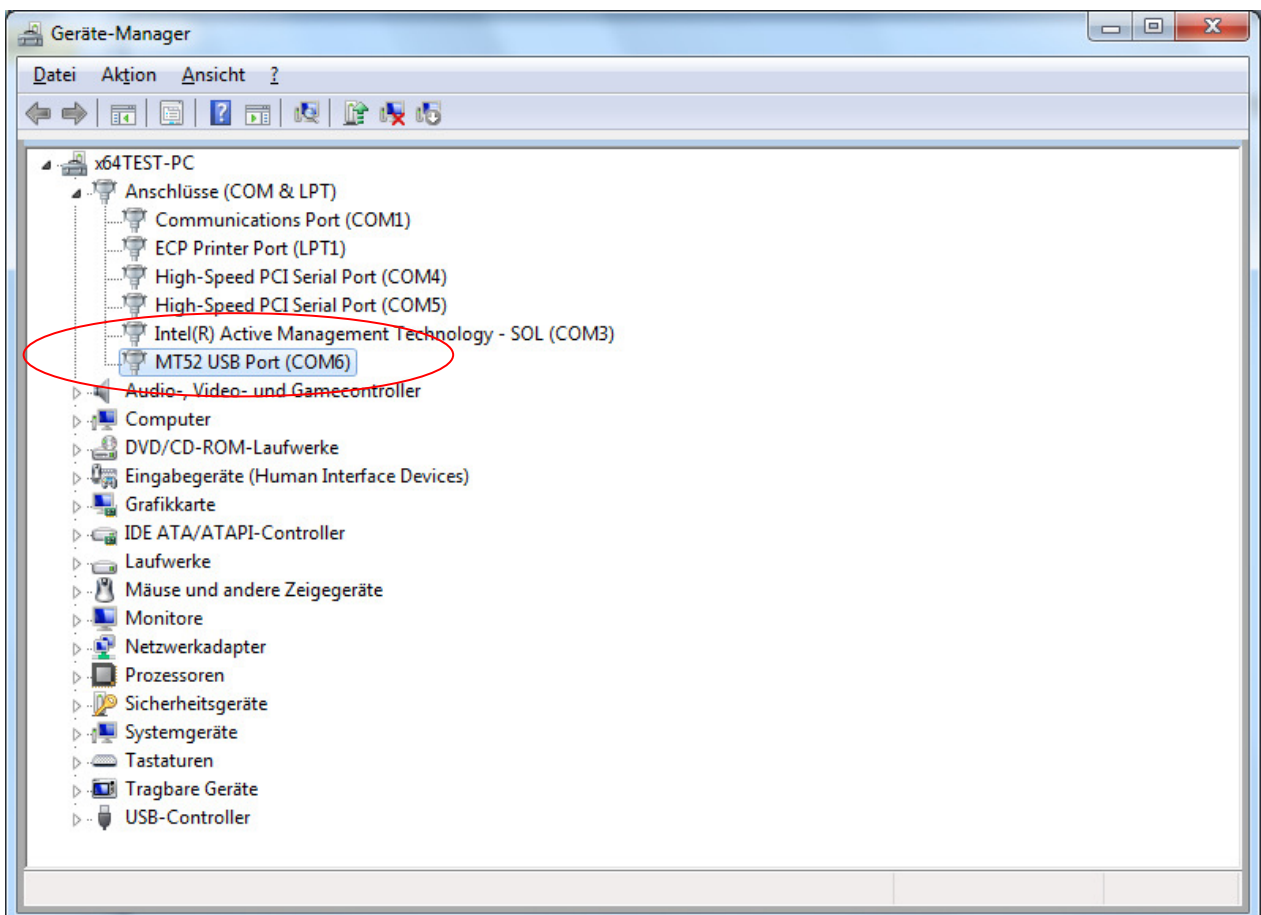 Geräte-Manager
Datei Aktion Ansicht ?
x64TEST-PC
Anschlüsse (COM & LPT)
Communications Port (COM1)
ECP Printer Port (LPT1)
High-Speed PCI Serial Port (COM4)
High-Speed PCI Serial Port (COM5)
Intel(R) Active Management Technology - SOL (COM3)
MT52 USB Port (COM6)
Audio-, Video- und Gamecontroller
Computer
DVD/CD-ROM-Laufwerke
Eingabegeräte (Human Interface Devices)
Grafikkarte
IDE ATA/ATAPI-Controller
Laufwerke
Mäuse und andere Zeigegeräte
Monitore
Netzwerkadapter
Prozessoren
Sicherheitsgeräte
Systemgeräte
Tastaturen
Tragbare Geräte
USB-Controller